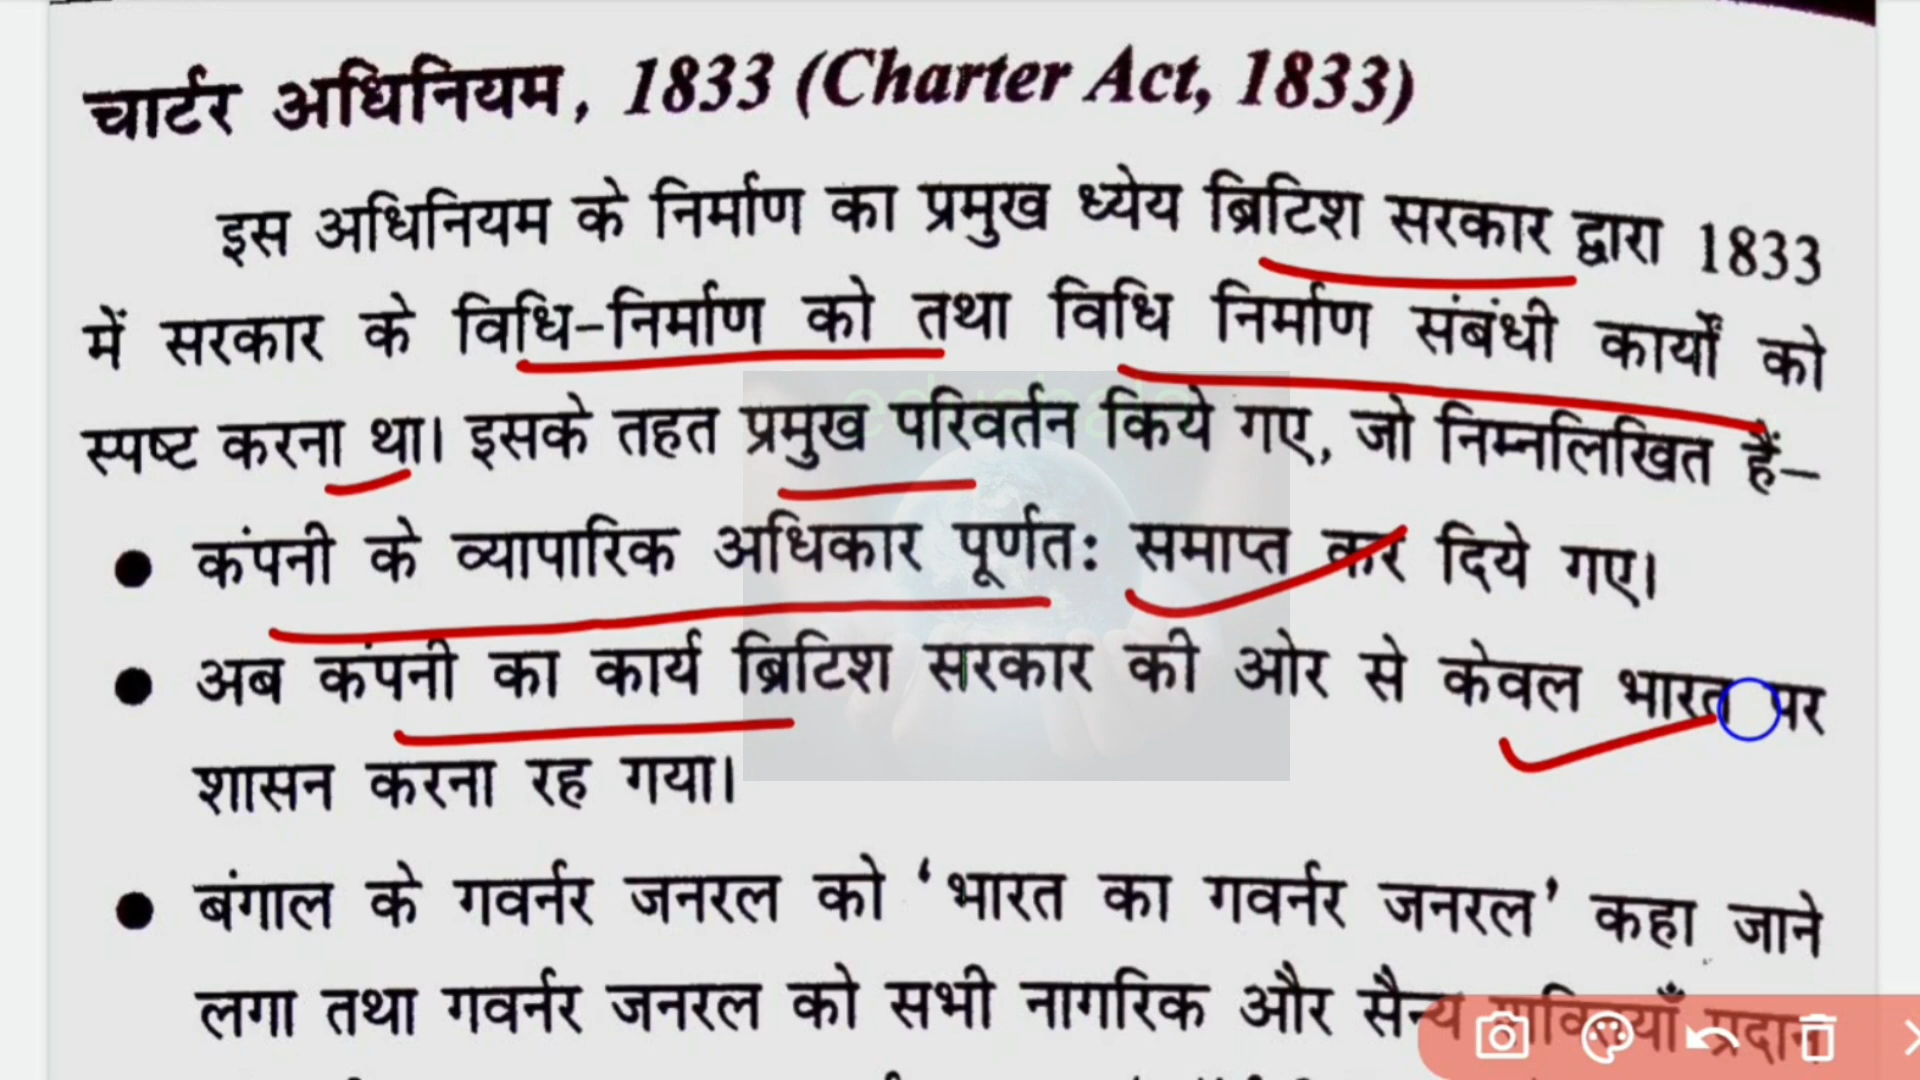 चार्टर अधिनियम, 1833 (Charter Act, 1833)
इस अधिनियम के निर्माण का प्रमुख ध्येय ब्रिटिश सरकार द्वारा 1833
में सरकार के विधि-निर्माण को तथा विधि निर्माण संबंधी कार्यों को
स्पष्ट करना था। इसके तहत प्रमुख परिवर्तन किये गए, जो निम्नलिखित हैं–
● कंपनी के व्यापारिक अधिकार पूर्णत: समाप्त कर दिये गए।
● अब कंपनी का कार्य ब्रिटिश सरकार की ओर से केवल भारत पर
शासन करना रह गया।
● बंगाल के गवर्नर जनरल को ‘भारत का गवर्नर जनरल’ कहा जाने
लगा तथा गवर्नर जनरल को सभी नागरिक और सैन्य शक्तियाँ प्रदान